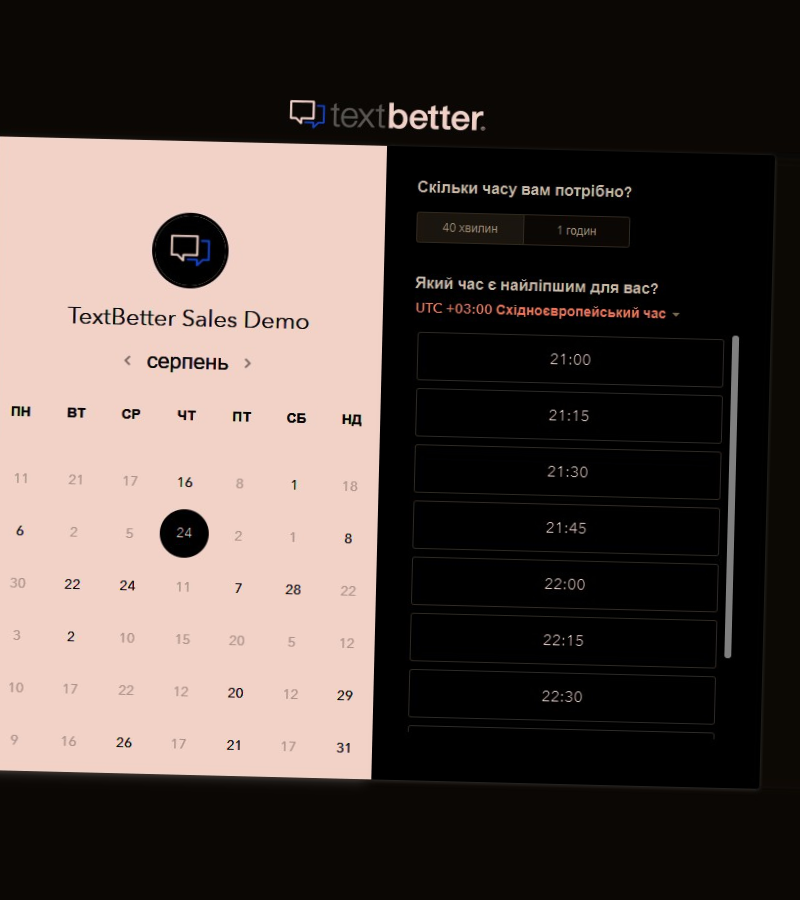 textbetter.
TextBetter Sales Demo
серпень
ПН ВТ СР ЧТ ПТ СБ НД
11 21 17 16 8 1 18
6 2 5 24 2 1 8
30 22 24 11 7 28 22
3 2 10 15 20 5 12
10 17 22 12 20 12 29
9 16 26 17 21 17 31
Скільки часу вам потрібно?
40 хвилин 1 годин
Який час є найліпшим для вас?
UTC +03:00 Східноєвропейський час
21:00
21:15
21:30
21:45
22:00
22:15
22:30